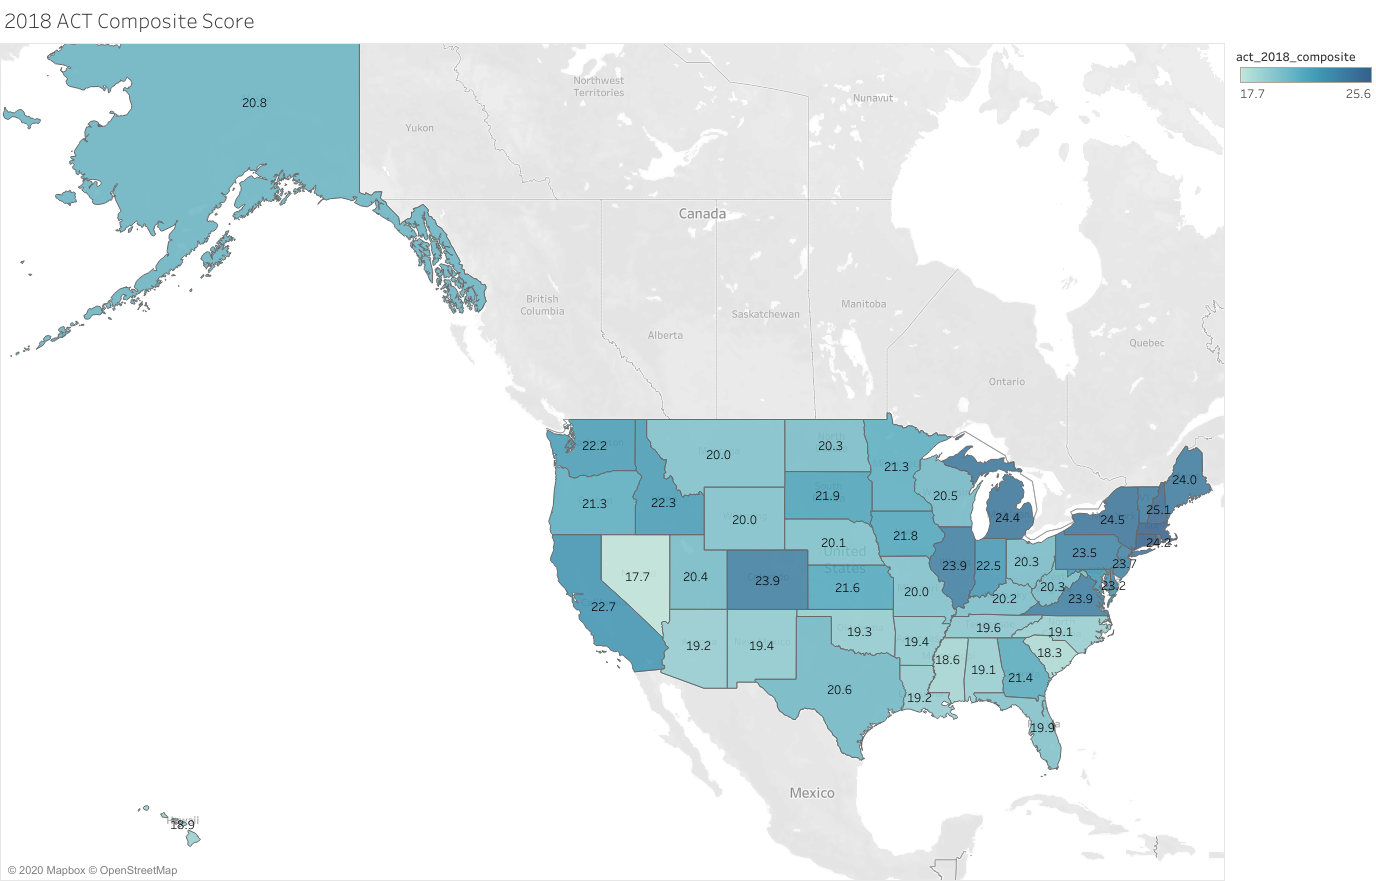 2018 ACT Composite Score
act_2018_composite
17.7 25.6
20.8
Northwest
Territories
Nunavut
Yukon
Canada
British
Columbia
Manitoba
Saskatchewan
Alberta
Quebec
Ontario
22.2
20.0
20.3
21.3
24.0
21.3
22.3
21.9
20.5
24.4
24.5
25.1
20.0
20.1
21.8
24.2
United
States
23.5
23.7
17.7
20.4
23.9
21.6
23.9
22.5
20.3
23.2
22.7
20.0
20.2
20.3
23.9
19.2
19.4
19.3
19.4
19.6
19.1
18.6
19.1
18.3
20.6
19.2
21.4
19.9
Mexico
Hawaii
18.9
© 2020 Mapbox © OpenStreetMap